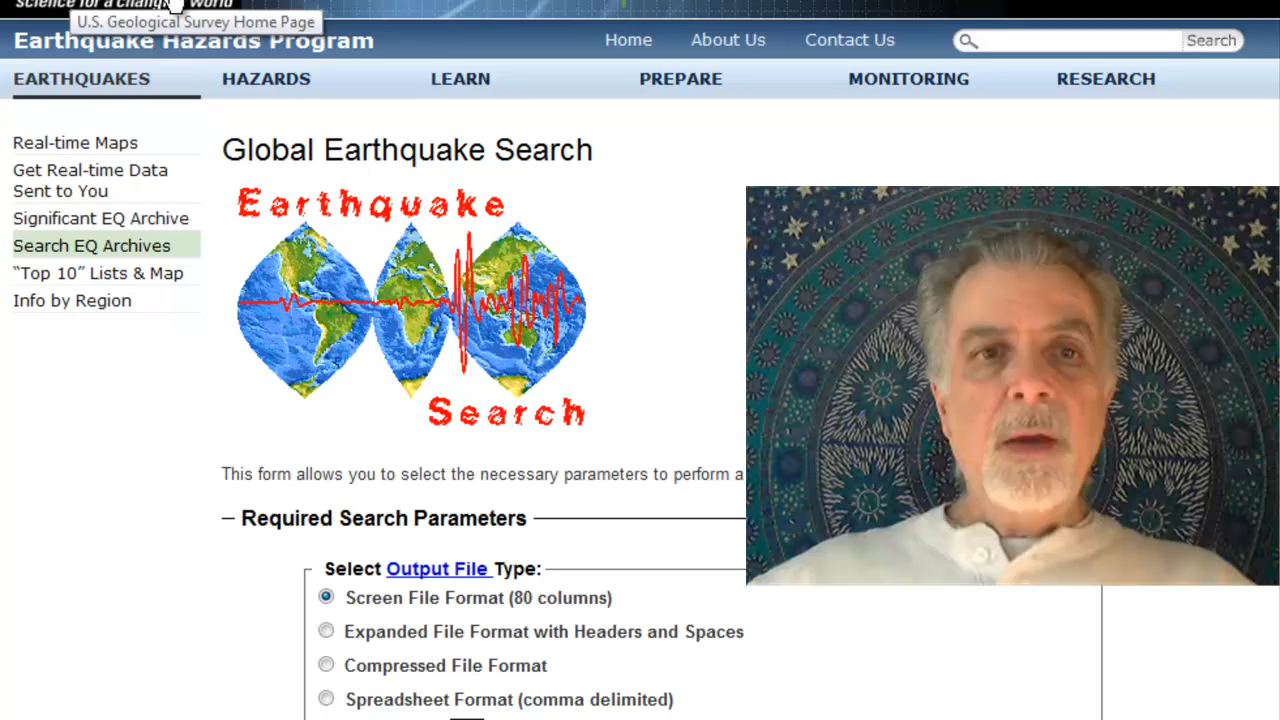 science for a changing world
U.S. Geological Survey Home Page
Earthquake Hazards Program
Home
About Us
Contact Us
Search
EARTHQUAKES
HAZARDS
LEARN
PREPARE
MONITORING
RESEARCH
Real-time Maps
Get Real-time Data
Sent to You
Significant EQ Archive
Search EQ Archives
“Top 10” Lists & Map
Info by Region
Global Earthquake Search
Earthquake
Search
This form allows you to select the necessary parameters to perform a
Required Search Parameters
Select Output File Type:
Screen File Format (80 columns)
Expanded File Format with Headers and Spaces
Compressed File Format
Spreadsheet Format (comma delimited)